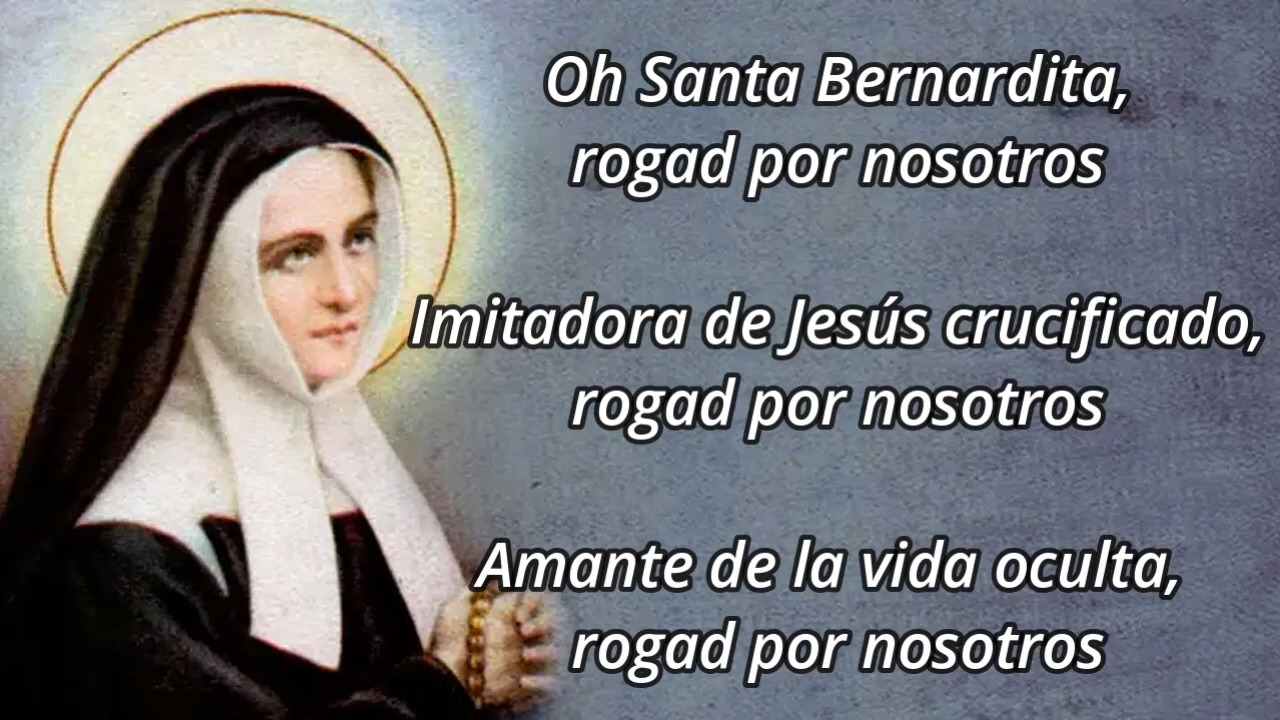 Oh Santa Bernardita,
rogad por nosotros
Imitadora de Jesús crucificado,
rogad por nosotros
Amante de la vida oculta,
rogad por nosotros